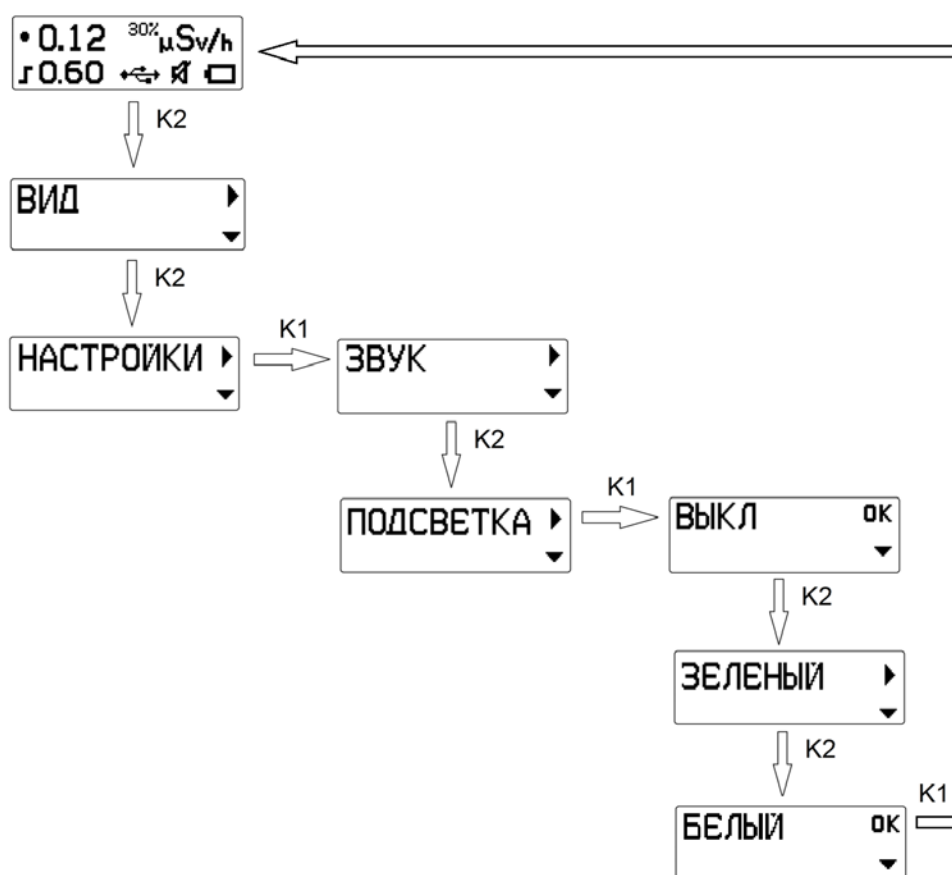 0.12 30% µSv/h
0.60
K2
ВИД
K2
НАСТРОЙКИ
K1
ЗВУК
K2
ПОДСВЕТКА
K1
ВЫКЛ OK
K2
ЗЕЛЕНЫЙ
K2
БЕЛЫЙ OK
K1